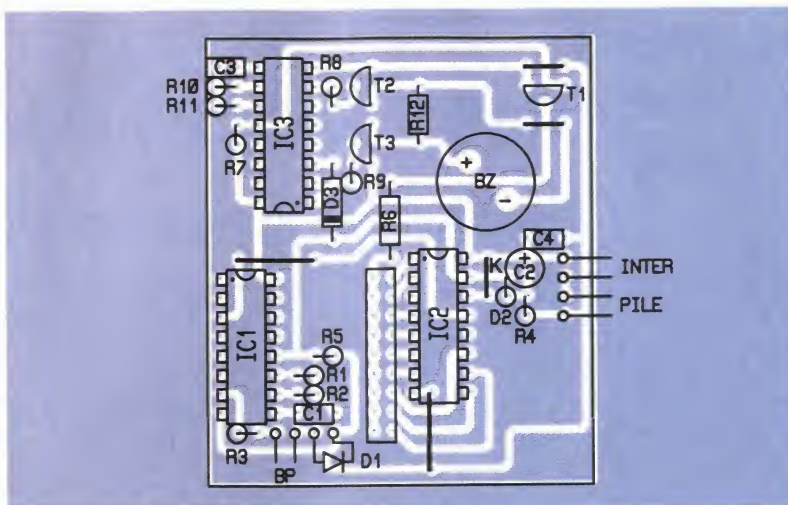 C3
R8
R10
R11
T2
T1
IC3
R12
R7
T3
+
BZ
-
R9
D3
R6
C4
INTER
K
+
C2
IC1
IC2
D2
PILE
R4
R5
R1
R2
C1
R3
BP
D1